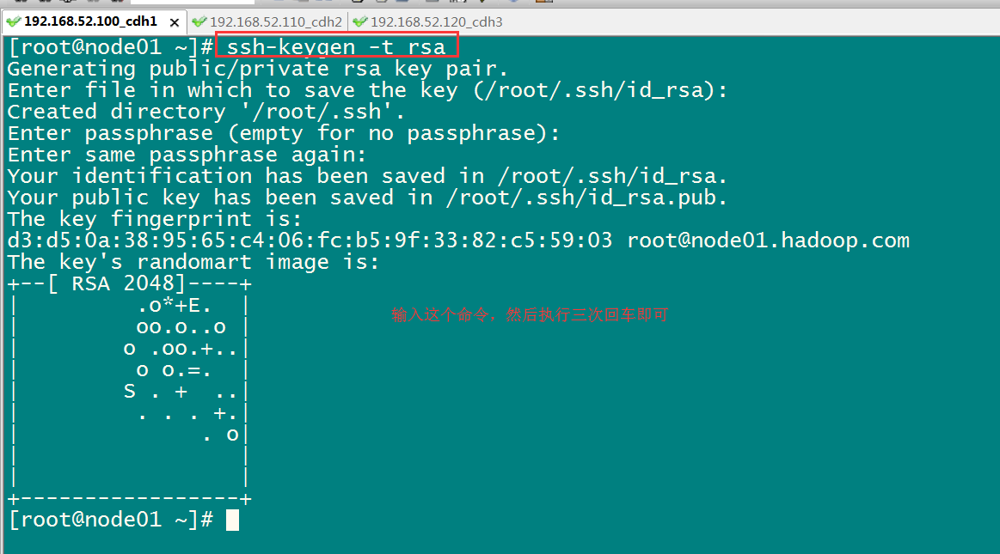 192.168.52.100_cdh1 × 192.168.52.110_cdh2 192.168.52.120_cdh3
[root@node01 ~]# ssh-keygen -t rsa
Generating public/private rsa key pair.
Enter file in which to save the key (/root/.ssh/id_rsa):
Created directory '/root/.ssh'.
Enter passphrase (empty for no passphrase):
Enter same passphrase again:
Your identification has been saved in /root/.ssh/id_rsa.
Your public key has been saved in /root/.ssh/id_rsa.pub.
The key fingerprint is:
d3:d5:0a:38:95:65:c4:06:fc:b5:9f:33:82:c5:59:03 root@node01.hadoop.com
The key's randomart image is:
+--[ RSA 2048]----+
|          .o*+E.  |
|          oo.o..o |
|         o .oo.+..|
|          o o.=.  |
|         S . +  ..|
|          . . . +.|
|               . o|
|                  |
|                  |
+-----------------+
输入这个命令，然后执行三次回车即可
[root@node01 ~]#